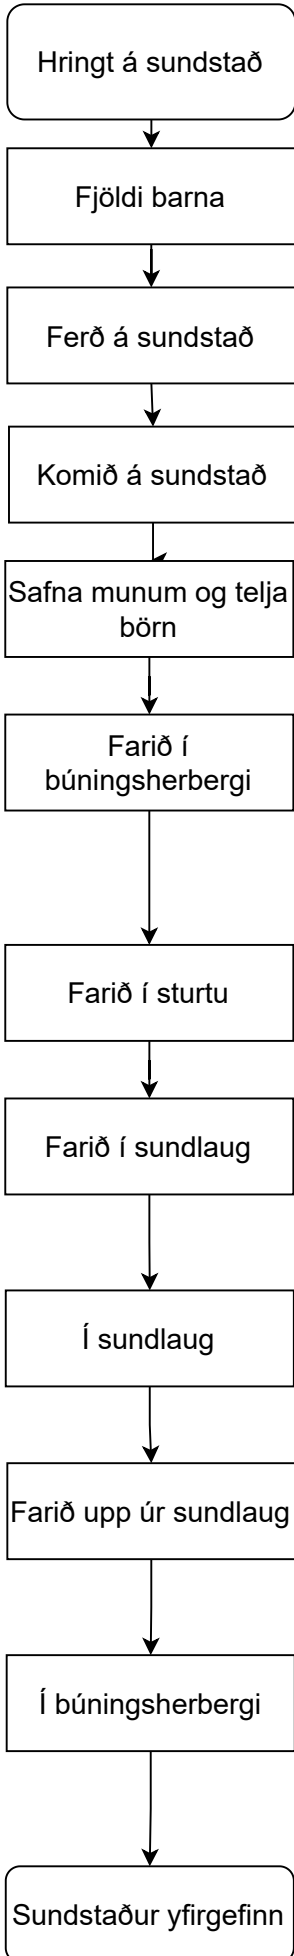 Hringt á sundstað
Fjöldi barna
Ferð á sundstað
Komið á sundstað
Safna munum og telja
börn
Farið í
búningsherbergi
Farið í sturtu
Farið í sundlaug
Í sundlaug
Farið upp úr sundlaug
Í búningsherbergi
Sundstaður yfirgefinn